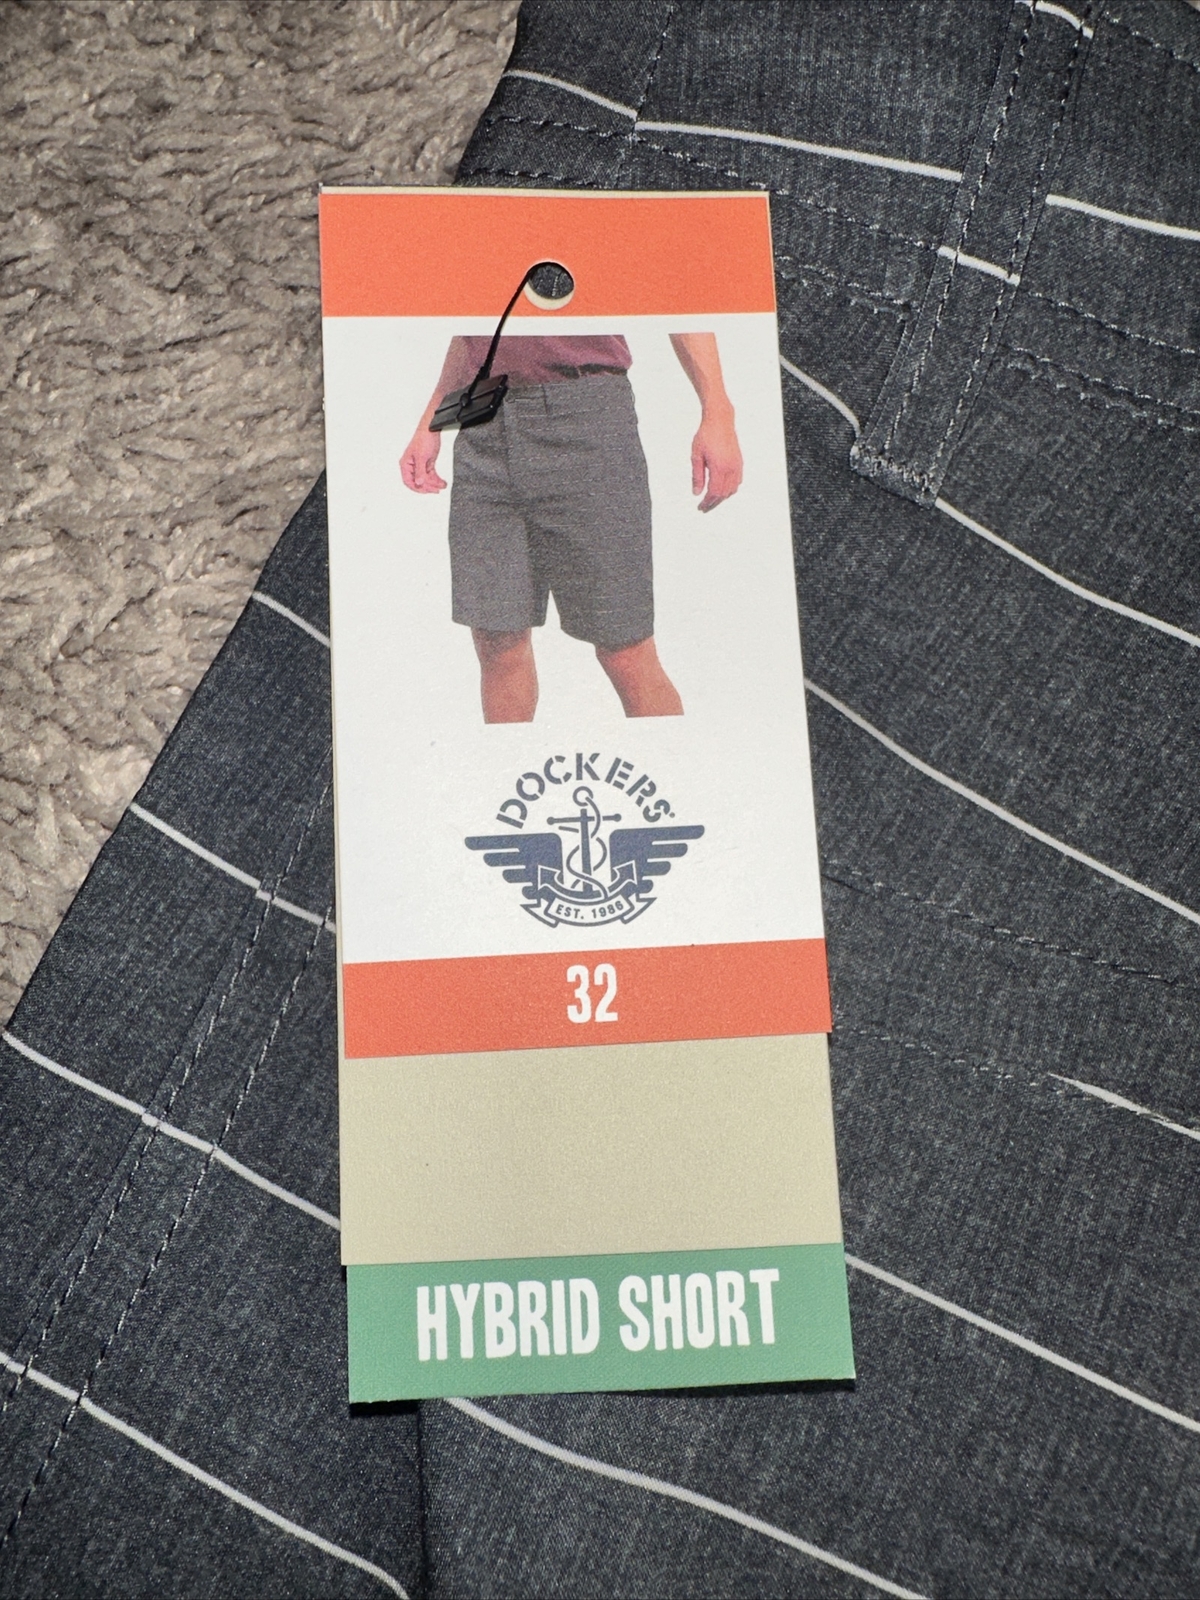 DOCKERS
EST. 1986
32
HYBRID SHORT